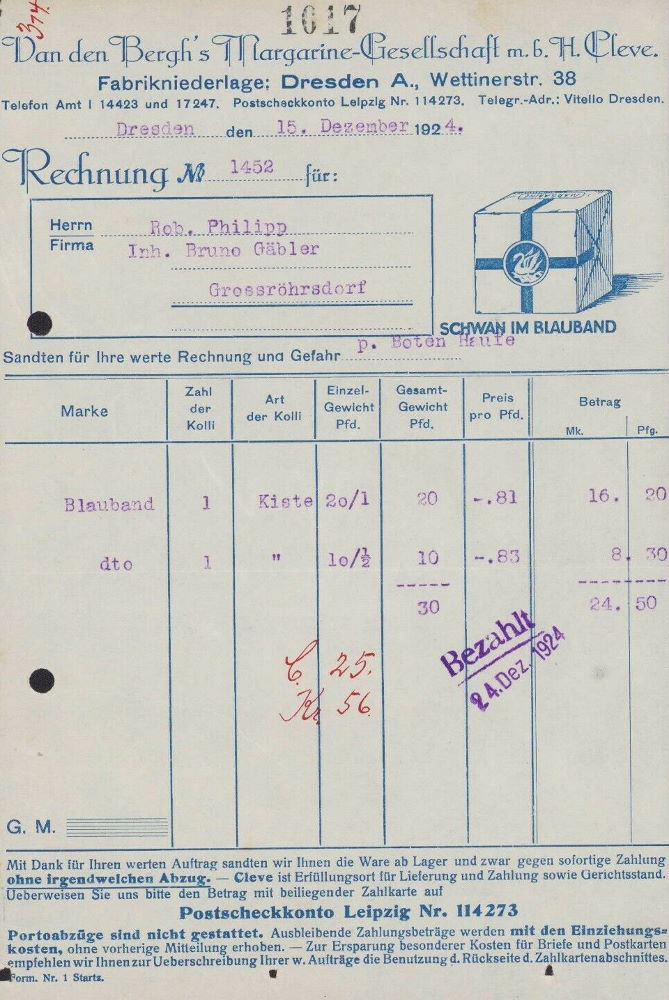 314.
1617
Van den Bergh's Margarine-Gesellschaft m.b.H. Cleve.
Fabrikniederlage: Dresden A., Wettinerstr. 38
Telefon Amt I 14423 und 17247. Postscheckkonto Leipzig Nr. 114273. Telegr.-Adr.: Vitello Dresden.
Dresden den 15. Dezember 1924.
Rechnung No 1452 für:
Herrn Rob. Philipp
Firma Inh. Bruno Gäbler
Grossröhrsdorf
SCHWAN IM BLAUBAND
Sandten für Ihre werte Rechnung und Gefahr p. Boten Haufe
Marke Zahl der Kolli Art der Kolli Einzel-Gewicht Pfd. Gesamt-Gewicht Pfd. Preis pro Pfd. Betrag Mk. Pfg.
Blauband 1 Kiste 20/1 20 -.81 16. 20
dto 1 " 10/½ 10 -.83 8. 30
30 24. 50
Bezahlt
24. Dez. 1924
C. 25.
Kr. 56.
G. M.
Mit Dank für Ihren werten Auftrag sandten wir Ihnen die Ware ab Lager und zwar gegen sofortige Zahlung
ohne irgendwelchen Abzug. — Cleve ist Erfüllungsort für Lieferung und Zahlung sowie Gerichtsstand.
Ueberweisen Sie uns bitte den Betrag mit beiliegender Zahlkarte auf
Postscheckkonto Leipzig Nr. 114273
Portoabzüge sind nicht gestattet. Ausbleibende Zahlungsbeträge werden mit den Einziehungs=
kosten, ohne vorherige Mitteilung erhoben. — Zur Ersparung besonderer Kosten für Briefe und Postkarten
empfehlen wir Ihnen zur Ueberschreibung Ihrer w. Aufträge die Benutzung d. Rückseite d. Zahlkartenabschnittes.
Form. Nr. 1 Starts.